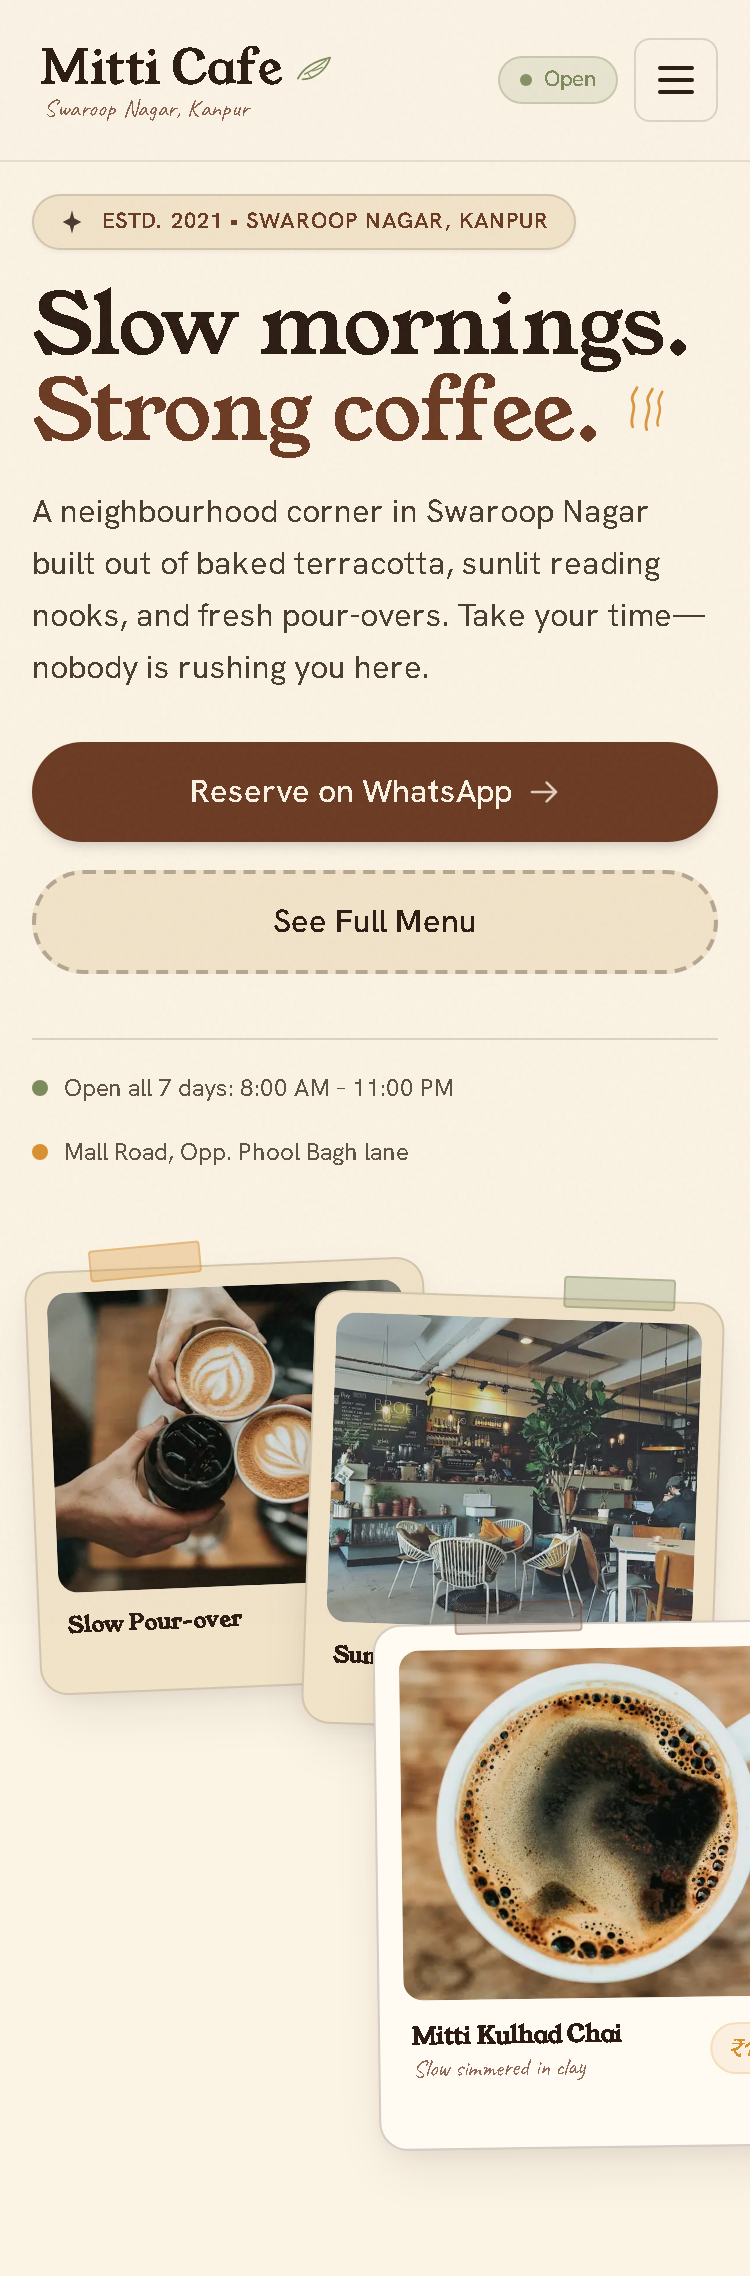 Mitti Cafe
Swaroop Nagar, Kanpur
Open
ESTD. 2021 • SWAROOP NAGAR, KANPUR
Slow mornings.
Strong coffee.
A neighbourhood corner in Swaroop Nagar
built out of baked terracotta, sunlit reading
nooks, and fresh pour-overs. Take your time—
nobody is rushing you here.
Reserve on WhatsApp →
See Full Menu
Open all 7 days: 8:00 AM – 11:00 PM
Mall Road, Opp. Phool Bagh lane
BROEI
Slow Pour-over
Mitti Kulhad Chai
Slow simmered in clay